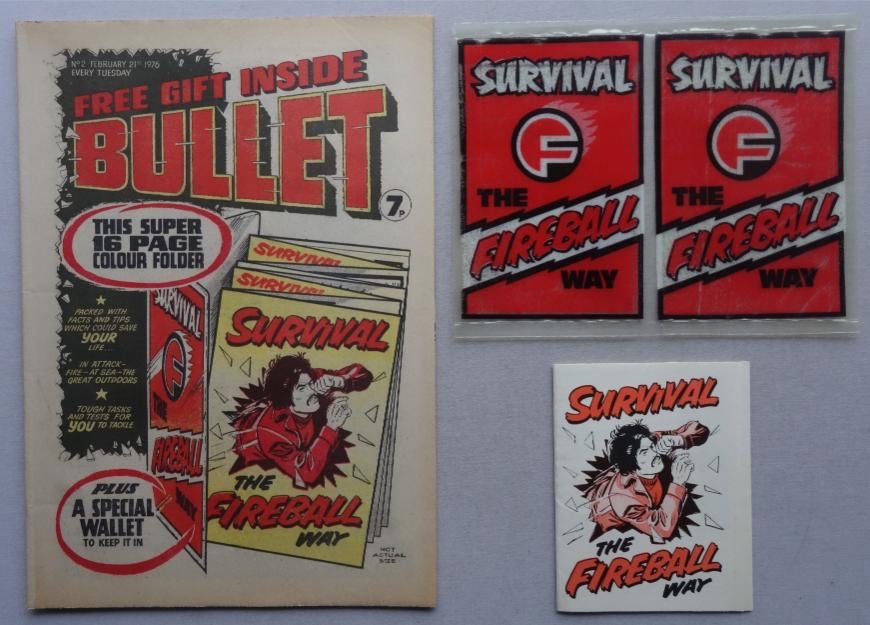 Nº2 FEBRUARY 21ST 1976
EVERY TUESDAY
FREE GIFT INSIDE
BULLET
7P
THIS SUPER
16 PAGE
COLOUR FOLDER
★
PACKED WITH
FACTS AND TIPS
WHICH COULD SAVE
YOUR
LIFE...
IN ATTACK–
FIRE–AT SEA–THE
GREAT OUTDOORS
★
TOUGH TASKS
AND TESTS FOR
YOU TO TACKLE
PLUS
A SPECIAL
WALLET
TO KEEP IT IN
SURVIVAL
F
THE
FIREBALL
WAY
SURVIVAL
SURVIVAL
SURVIVAL
THE
FIREBALL
WAY
NOT
ACTUAL
SIZE
SURVIVAL
F
THE
FIREBALL
WAY
SURVIVAL
F
THE
FIREBALL
WAY
SURVIVAL
THE
FIREBALL
WAY